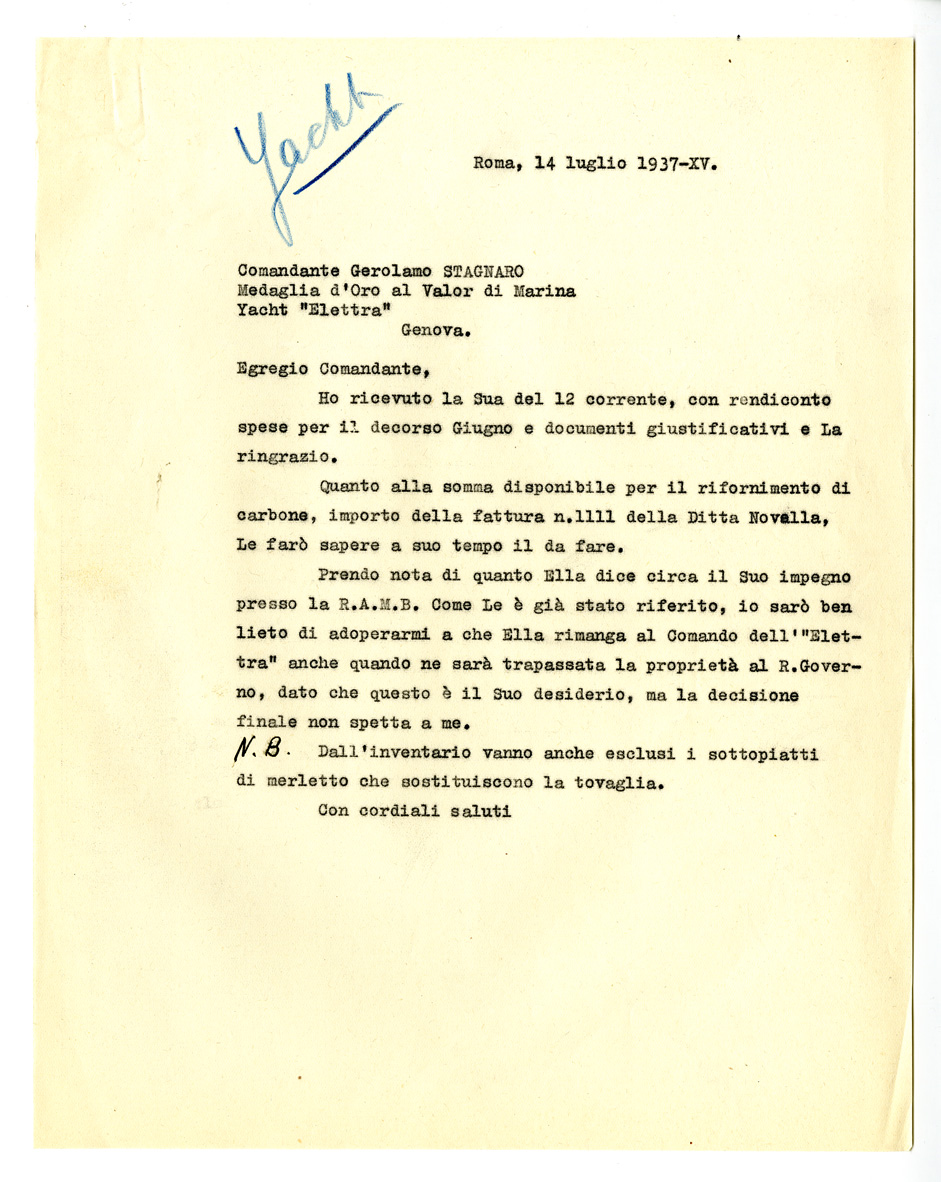 Yacht
Roma, 14 luglio 1937-XV.
Comandante Gerolamo STAGNARO
Medaglia d'Oro al Valor di Marina
Yacht "Elettra"
Genova.
Egregio Comandante,
Ho ricevuto la Sua del 12 corrente, con rendiconto
spese per il decorso Giugno e documenti giustificativi e La
ringrazio.
Quanto alla somma disponibile per il rifornimento di
carbone, importo della fattura n.1111 della Ditta Novella,
Le farò sapere a suo tempo il da fare.
Prendo nota di quanto Ella dice circa il Suo impegno
presso la R.A.M.B. Come Le è già stato riferito, io sarò ben
lieto di adoperarmi a che Ella rimanga al Comando dell'"Elet-
tra" anche quando ne sarà trapassata la proprietà al R.Gover-
no, dato che questo è il Suo desiderio, ma la decisione
finale non spetta a me.
N.B. Dall'inventario vanno anche esclusi i sottopiatti
di merletto che sostituiscono la tovaglia.
Con cordiali saluti